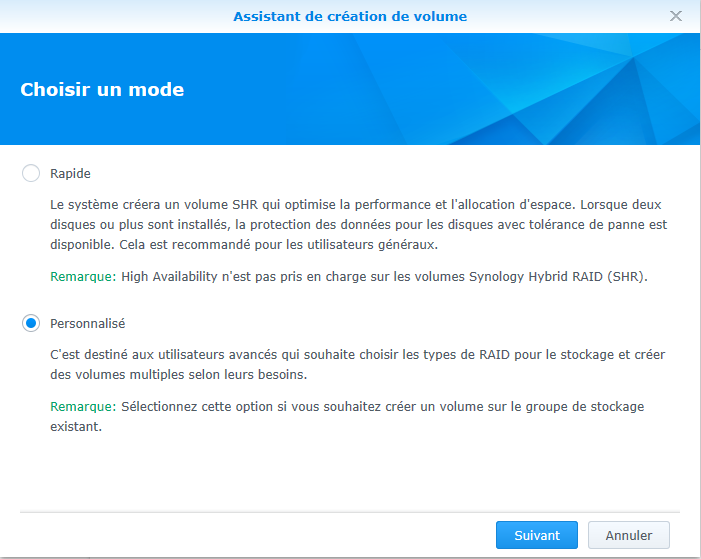 Assistant de création de volume
Choisir un mode
Rapide
Le système créera un volume SHR qui optimise la performance et l'allocation d'espace. Lorsque deux
disques ou plus sont installés, la protection des données pour les disques avec tolérance de panne est
disponible. Cela est recommandé pour les utilisateurs généraux.
Remarque: High Availability n'est pas pris en charge sur les volumes Synology Hybrid RAID (SHR).
Personnalisé
C'est destiné aux utilisateurs avancés qui souhaite choisir les types de RAID pour le stockage et créer
des volumes multiples selon leurs besoins.
Remarque: Sélectionnez cette option si vous souhaitez créer un volume sur le groupe de stockage
existant.
Suivant
Annuler